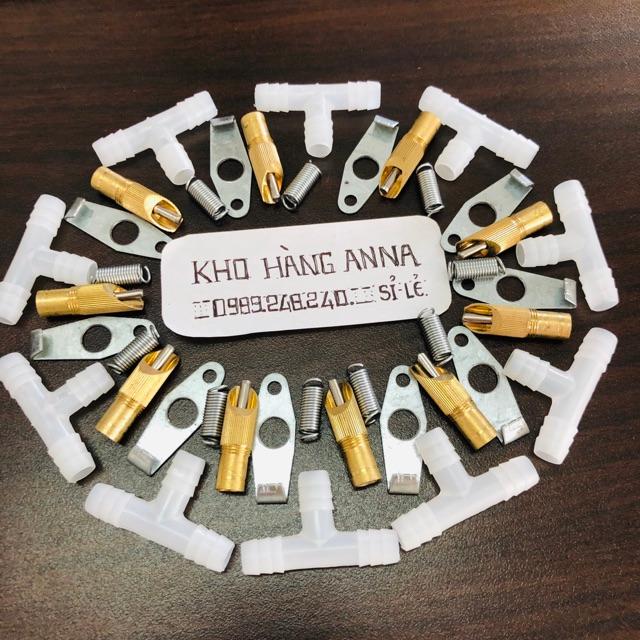 KHO HÀNG ANNA
0989.248.240. SỈ-LẺ.